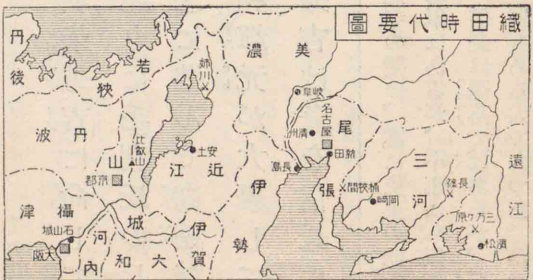 織田時代要圖
遠江
三河
長篠
三方ヶ原
濱松
岡崎
桶狹間
尾張
名古屋
清州
熱田
長島
岐阜
美濃
伊勢
伊賀
近江
安土
姉川
若狹
比叡山
山城
京都
大和
河內
丹後
丹波
攝津
石山城
大阪